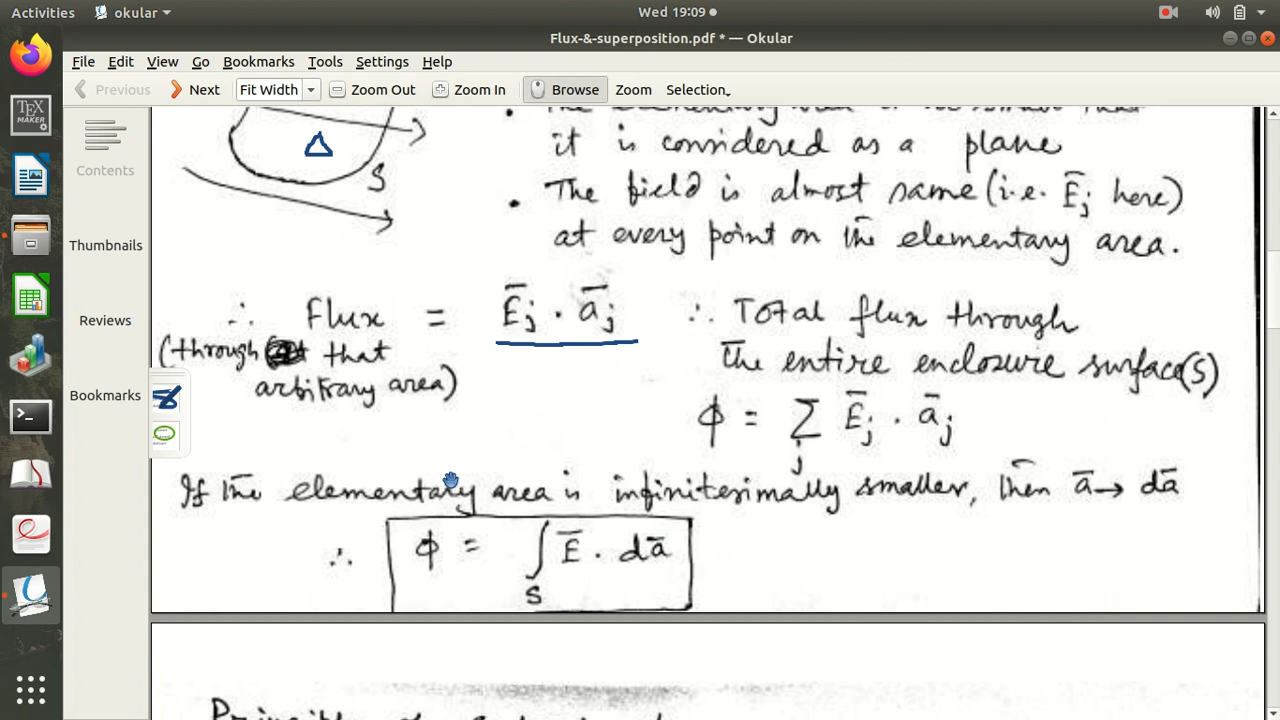 Activities okular Wed 19:09
Flux-&-superposition.pdf * — Okular
File Edit View Go Bookmarks Tools Settings Help
Previous Next Fit Width Zoom Out Zoom In Browse Zoom Selection
Contents
Thumbnails
Reviews
Bookmarks
S
it is considered as a plane
• The field is almost same (i.e. Ēj here)
at every point on the elementary area.
∴ Flux = Ēj · āj
(through that
arbitrary area)
∴ Total flux through
the entire enclosure surface(S)
ϕ = ∑j Ēj · āj
If the elementary area is infinitesimally smaller, then ā → dā
∴ ϕ = ∫S Ē · dā